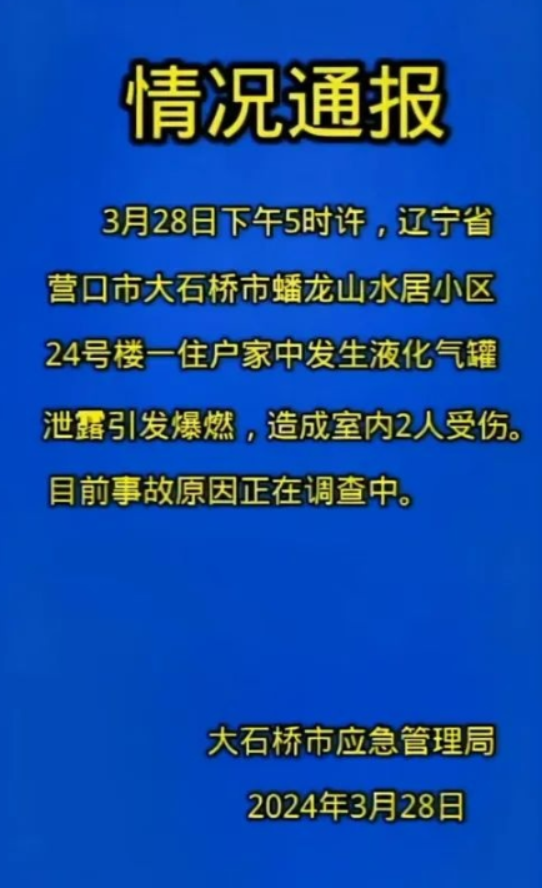 情况通报
3月28日下午5时许，辽宁省
营口市大石桥市蟠龙山水居小区
24号楼一住户家中发生液化气罐
泄露引发爆燃，造成室内2人受伤。
目前事故原因正在调查中。
大石桥市应急管理局
2024年3月28日